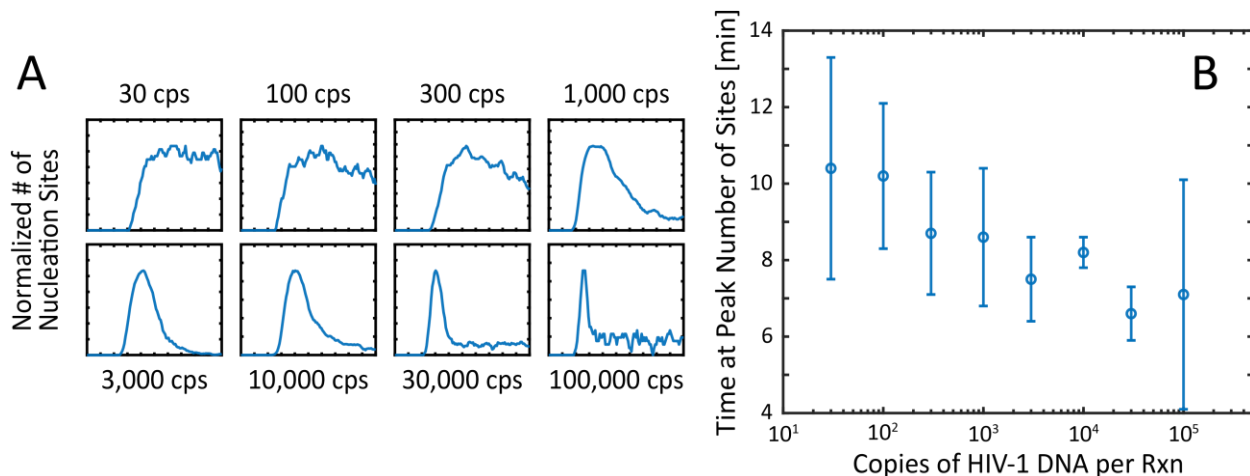 A
30 cps
100 cps
300 cps
1,000 cps
Normalized # of
Nucleation Sites
3,000 cps
10,000 cps
30,000 cps
100,000 cps
B
Time at Peak Number of Sites [min]
14
12
10
8
6
4
10¹
10²
10³
10⁴
10⁵
Copies of HIV-1 DNA per Rxn